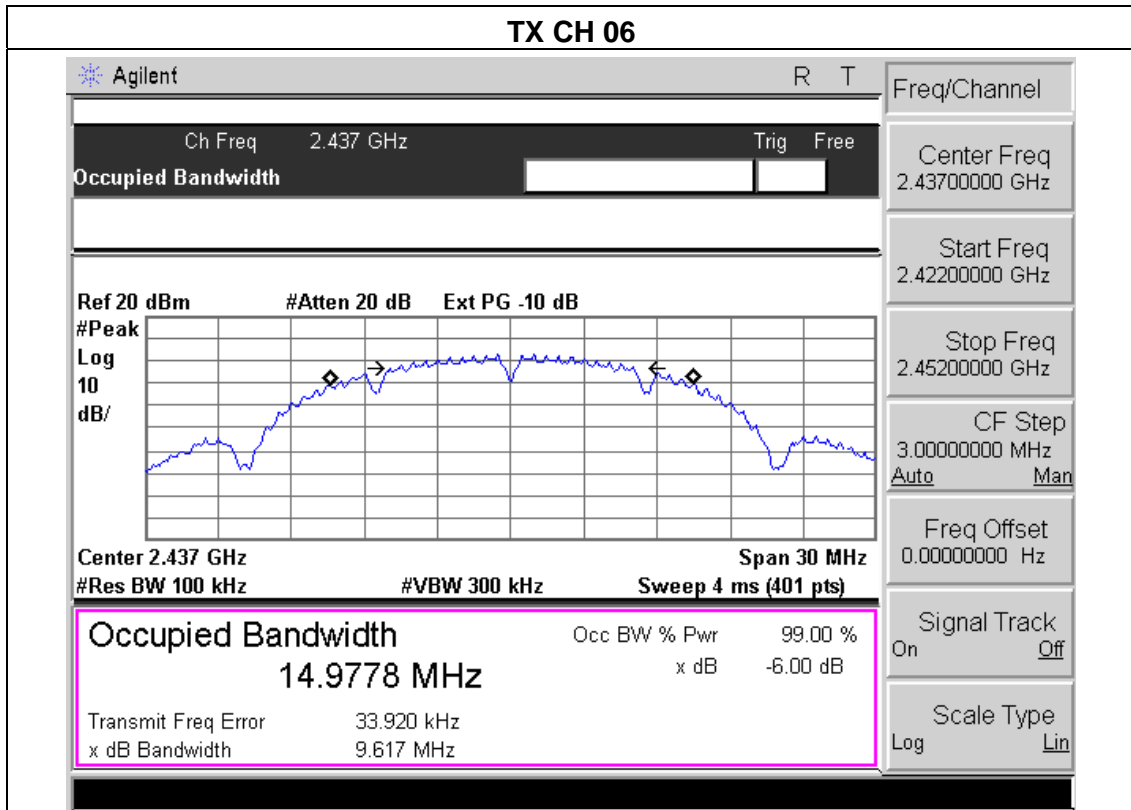 TX CH 06
Agilent R T
Freq/Channel
Ch Freq 2.437 GHz Trig Free
Occupied Bandwidth
Center Freq
2.43700000 GHz
Start Freq
2.42200000 GHz
Stop Freq
2.45200000 GHz
CF Step
3.00000000 MHz
Auto Man
Freq Offset
0.00000000 Hz
Signal Track
On Off
Scale Type
Log Lin
Ref 20 dBm #Atten 20 dB Ext PG -10 dB
#Peak
Log
10
dB/
Center 2.437 GHz Span 30 MHz
#Res BW 100 kHz #VBW 300 kHz Sweep 4 ms (401 pts)
Occupied Bandwidth Occ BW % Pwr 99.00 %
14.9778 MHz x dB -6.00 dB
Transmit Freq Error 33.920 kHz
x dB Bandwidth 9.617 MHz